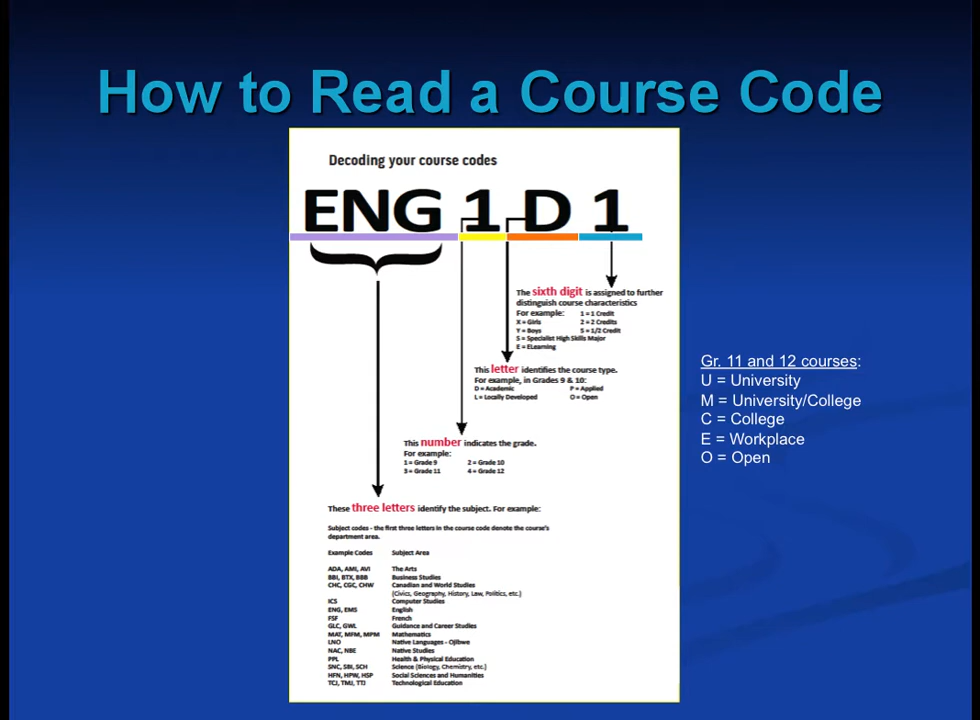 How to Read a Course Code
Decoding your course codes
ENG 1 D 1
The sixth digit is assigned to further
distinguish course characteristics
For example: 1 = 1 Credit
X = Girls 2 = 2 Credits
Y = Boys 5 = 1/2 Credit
S = Specialist High Skills Major
E = ELearning
This letter identifies the course type.
For example, in Grades 9 & 10:
D = Academic P = Applied
L = Locally Developed O = Open
This number indicates the grade.
For example:
1 = Grade 9 2 = Grade 10
3 = Grade 11 4 = Grade 12
These three letters identify the subject. For example:
Subject codes - the first three letters in the course code denote the course's
department area.
Example Codes Subject Area
ADA, AMI, AVI The Arts
BBI, BTX, BBB Business Studies
CHC, CGC, CHW Canadian and World Studies
(Civics, Geography, History, Law, Politics, etc.)
ICS Computer Studies
ENG, EMS English
FSF French
GLC, GWL Guidance and Career Studies
MAT, MFM, MPM Mathematics
LNO Native Languages - Ojibwe
NAC, NBE Native Studies
PPL Health & Physical Education
SNC, SBI, SCH Science (Biology, Chemistry, etc.)
HFN, HPW, HSP Social Sciences and Humanities
TCJ, TMJ, TTJ Technological Education
Gr. 11 and 12 courses:
U = University
M = University/College
C = College
E = Workplace
O = Open